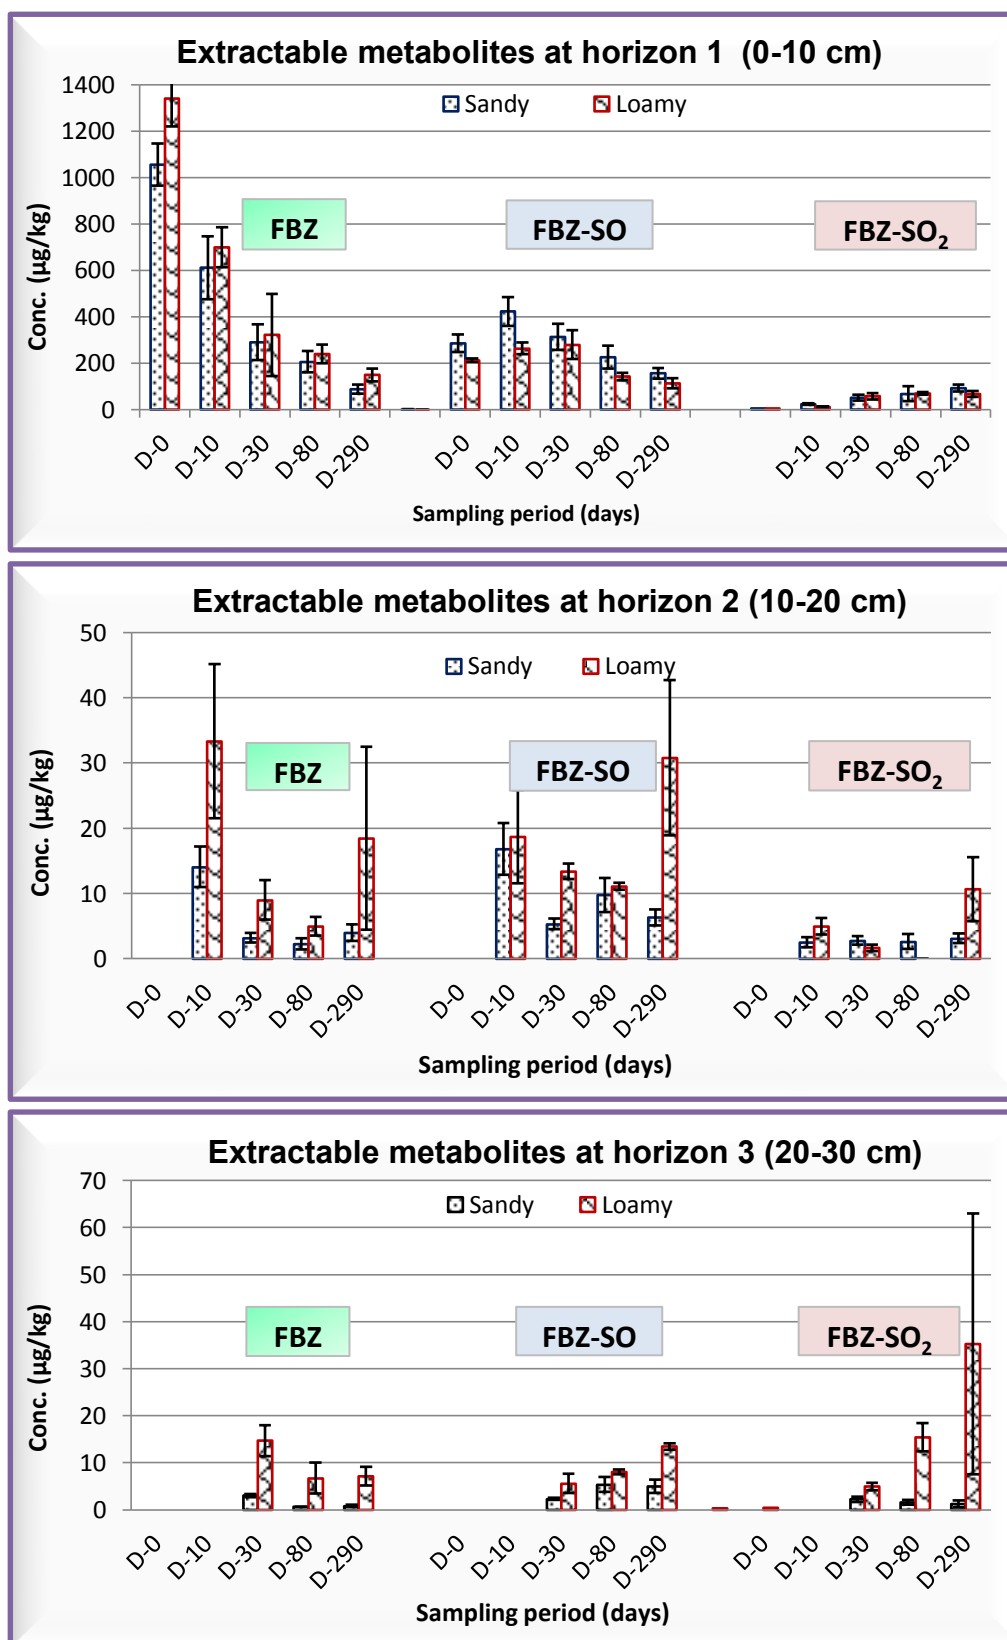 Extractable metabolites at horizon 1 (0-10 cm)
1400
1200
1000
800
600
400
200
0
Conc. (µg/kg)
Sandy
Loamy
FBZ
FBZ-SO
FBZ-SO₂
D-0
D-10
D-30
D-80
D-290
D-0
D-10
D-30
D-80
D-290
D-10
D-30
D-80
D-290
Sampling period (days)
Extractable metabolites at horizon 2 (10-20 cm)
50
40
30
20
10
0
Conc. (µg/kg)
Sandy
Loamy
FBZ
FBZ-SO
FBZ-SO₂
D-0
D-10
D-30
D-80
D-290
D-0
D-10
D-30
D-80
D-290
D-0
D-10
D-30
D-80
D-290
Sampling period (days)
Extractable metabolites at horizon 3 (20-30 cm)
70
60
50
40
30
20
10
0
Conc. (µg/kg)
Sandy
Loamy
FBZ
FBZ-SO
FBZ-SO₂
D-0
D-10
D-30
D-80
D-290
D-0
D-10
D-30
D-80
D-290
D-0
D-10
D-30
D-80
D-290
Sampling period (days)